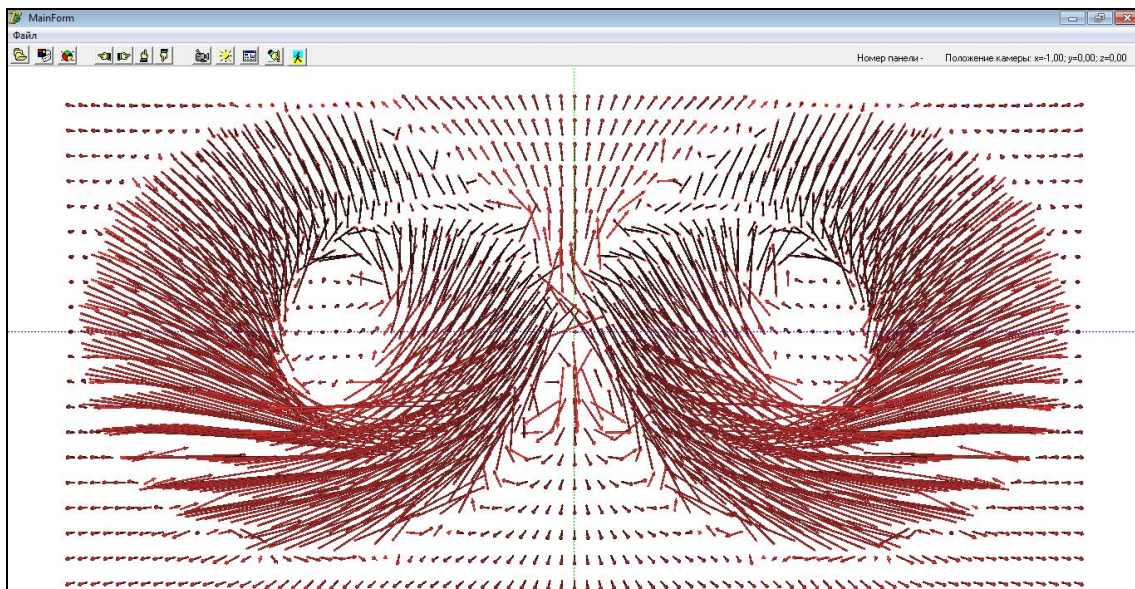 MainForm
Файл
Номер панели - Положение камеры: x=-1,00; y=0,00; z=0,00